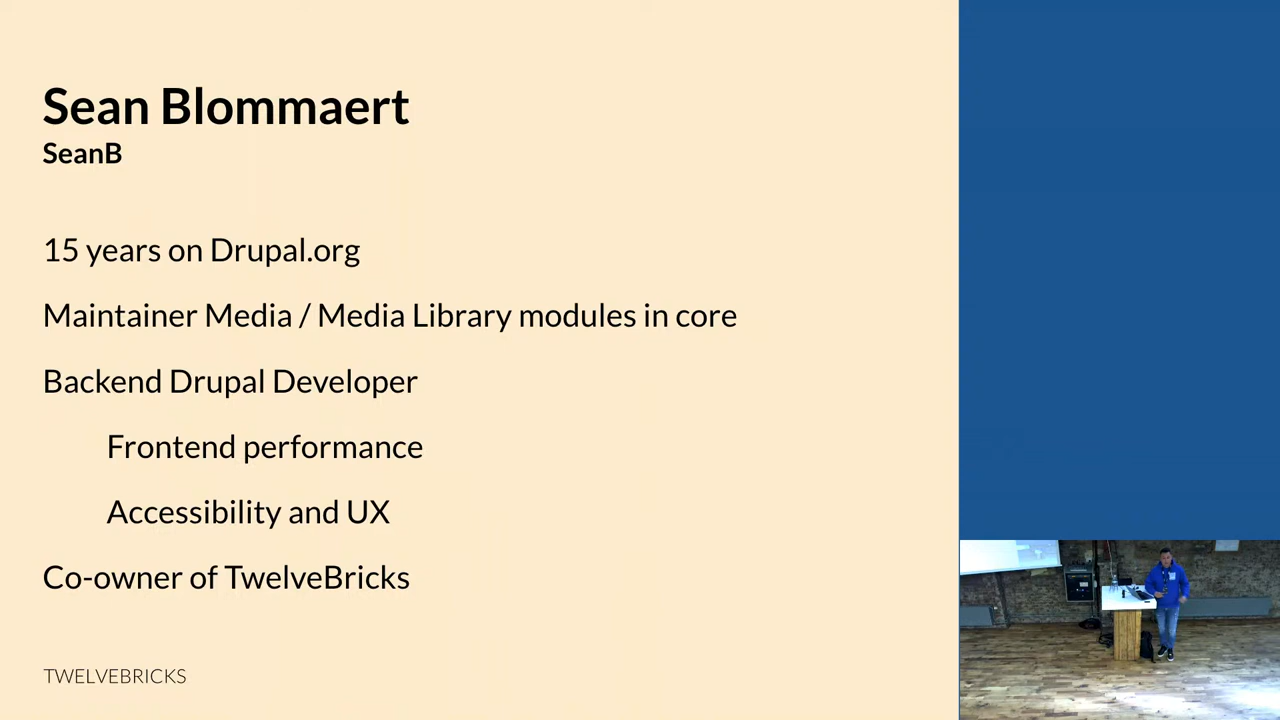 Sean Blommaert
SeanB
15 years on Drupal.org
Maintainer Media / Media Library modules in core
Backend Drupal Developer
Frontend performance
Accessibility and UX
Co-owner of TwelveBricks
TWELVEBRICKS